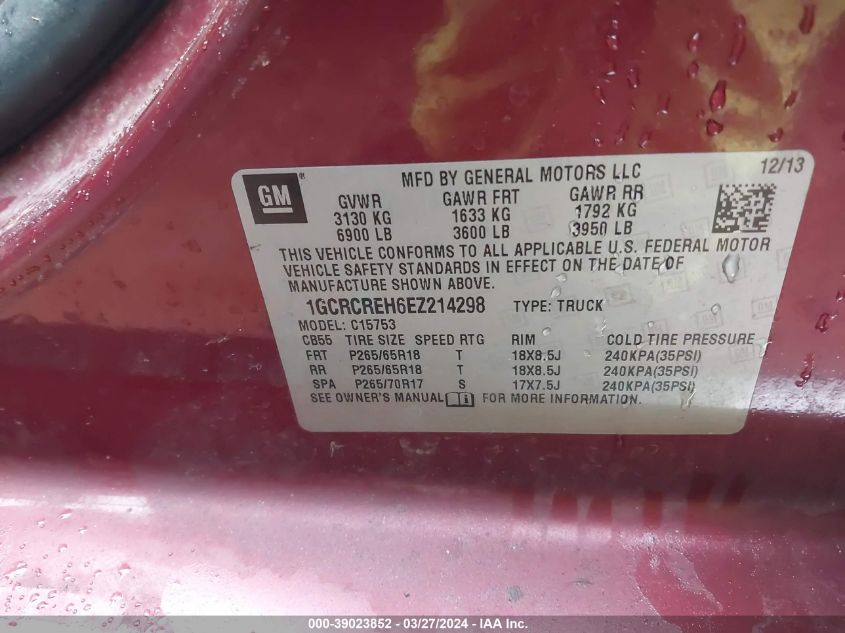 GM ®
MFD BY GENERAL MOTORS LLC 12/13
GVWR GAWR FRT GAWR RR
3130 KG 1633 KG 1792 KG
6900 LB 3600 LB 3950 LB
THIS VEHICLE CONFORMS TO ALL APPLICABLE U.S. FEDERAL MOTOR
VEHICLE SAFETY STANDARDS IN EFFECT ON THE DATE OF
MANUFACTURE SHOWN ABOVE.
1GCRCREH6EZ214298 TYPE: TRUCK
MODEL: C15753
CB55 TIRE SIZE SPEED RTG RIM COLD TIRE PRESSURE
FRT P265/65R18 T 18X8.5J 240KPA(35PSI)
RR P265/65R18 T 18X8.5J 240KPA(35PSI)
SPA P265/70R17 S 17X7.5J 240KPA(35PSI)
SEE OWNER'S MANUAL FOR MORE INFORMATION.
000-39023852 - 03/27/2024 - IAA Inc.